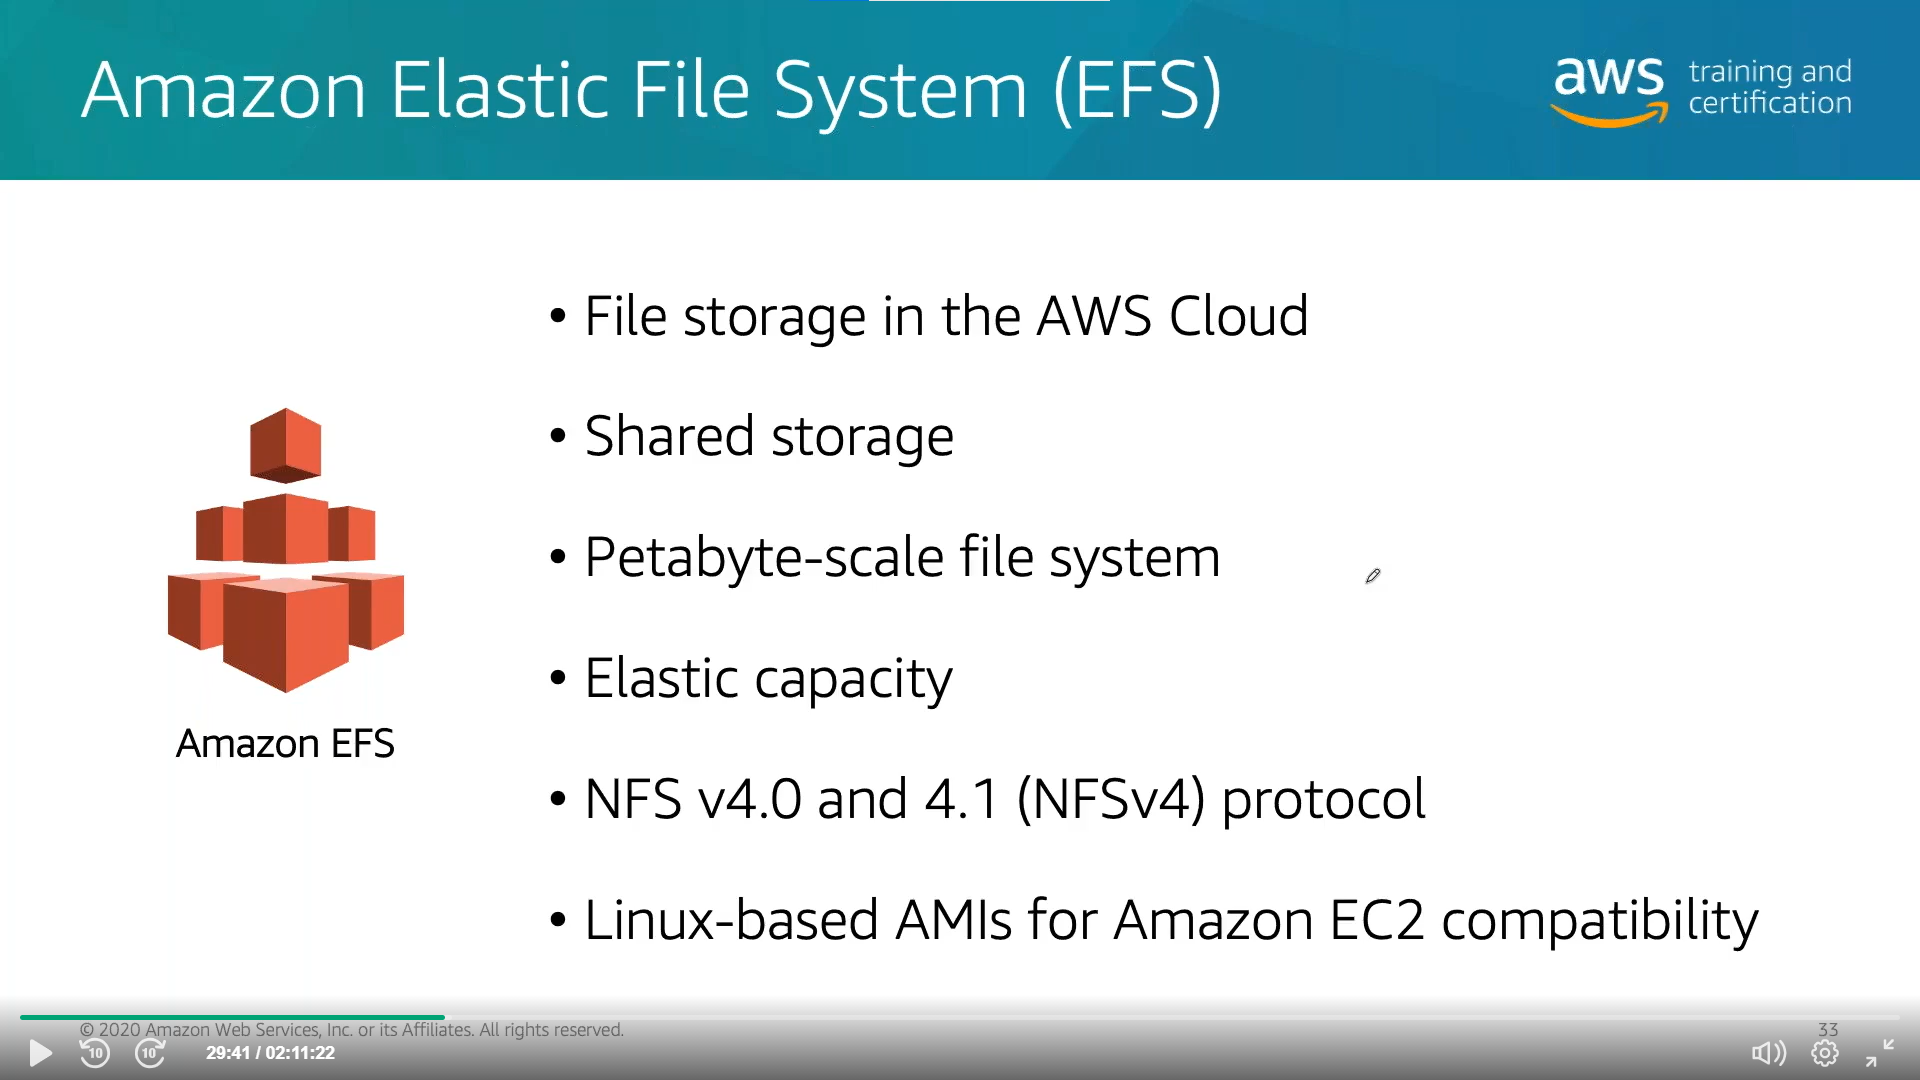 Amazon Elastic File System (EFS)
aws training and
certification
• File storage in the AWS Cloud
• Shared storage
• Petabyte-scale file system
• Elastic capacity
Amazon EFS
• NFS v4.0 and 4.1 (NFSv4) protocol
• Linux-based AMIs for Amazon EC2 compatibility
© 2020 Amazon Web Services, Inc. or its Affiliates. All rights reserved.
33
10
10
29:41 / 02:11:22